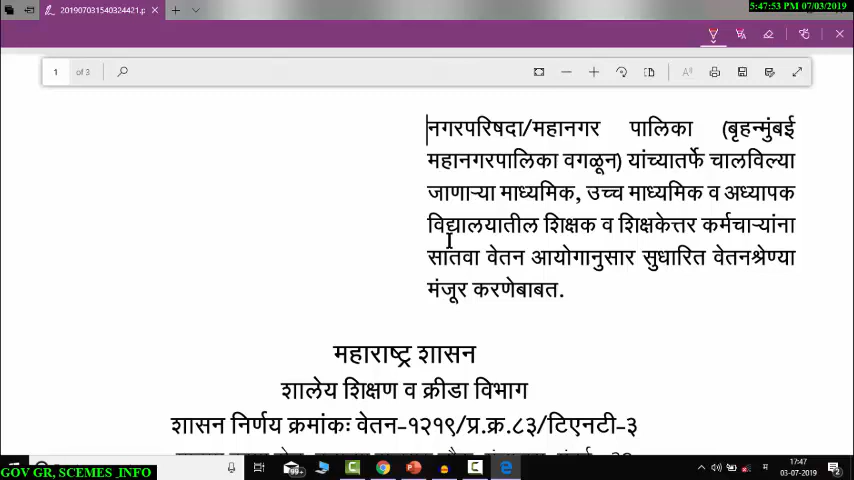 201907031540324421.p
5:47:53 PM 07/03/2019
1 of 3
नगरपरिषदा/महानगर पालिका (बृहन्मुंबई
महानगरपालिका वगळून) यांच्यातर्फे चालविल्या
जाणाऱ्या माध्यमिक, उच्च माध्यमिक व अध्यापक
विद्यालयातील शिक्षक व शिक्षकेत्तर कर्मचाऱ्यांना
सातवा वेतन आयोगानुसार सुधारित वेतनश्रेण्या
मंजूर करणेबाबत.
महाराष्ट्र शासन
शालेय शिक्षण व क्रीडा विभाग
शासन निर्णय क्रमांकः वेतन-१२१९/प्र.क्र.८३/टिएनटी-३
GOV GR, SCEMES_INFO
99+
म
17:47
03-07-2019
2